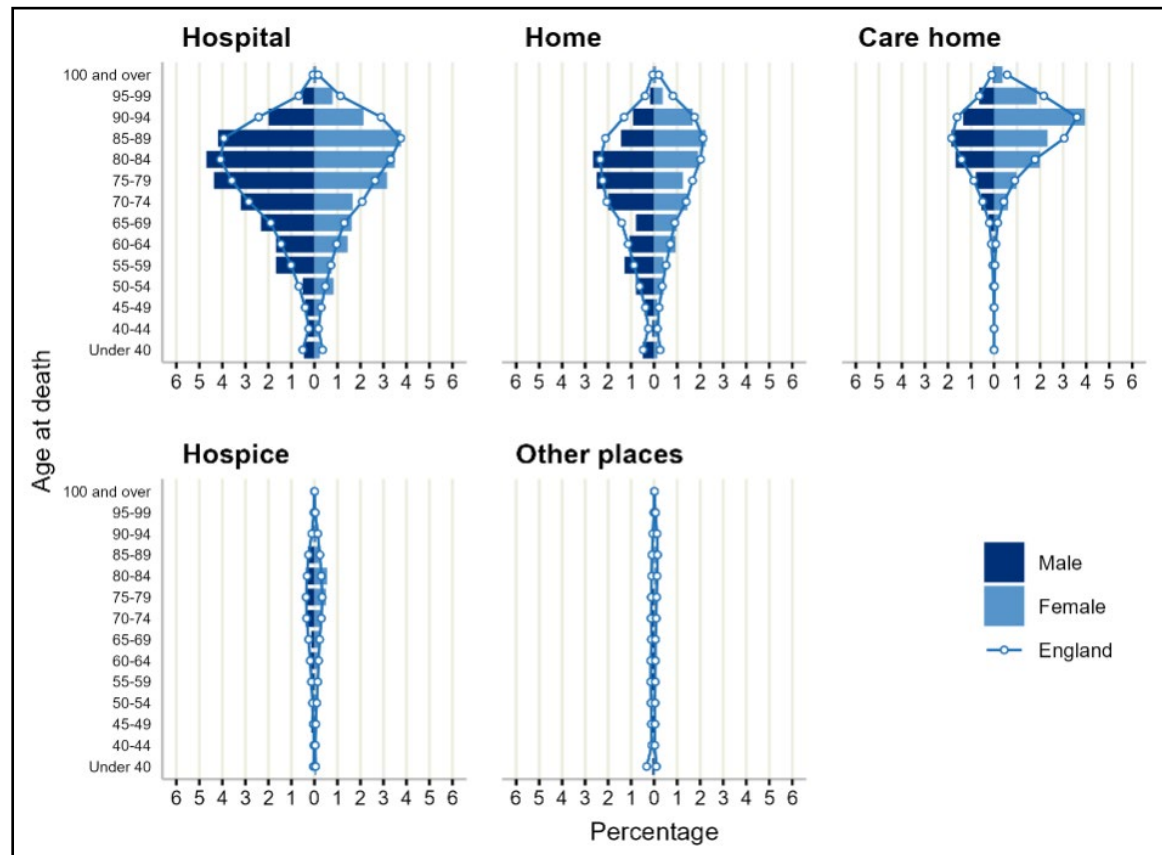 Hospital
Home
Care home
100 and over
95-99
90-94
85-89
80-84
75-79
70-74
65-69
60-64
55-59
50-54
45-49
40-44
Under 40
6 5 4 3 2 1 0 1 2 3 4 5 6
6 5 4 3 2 1 0 1 2 3 4 5 6
6 5 4 3 2 1 0 1 2 3 4 5 6
Age at death
Hospice
Other places
100 and over
95-99
90-94
85-89
80-84
75-79
70-74
65-69
60-64
55-59
50-54
45-49
40-44
Under 40
6 5 4 3 2 1 0 1 2 3 4 5 6
6 5 4 3 2 1 0 1 2 3 4 5 6
Percentage
Male
Female
England